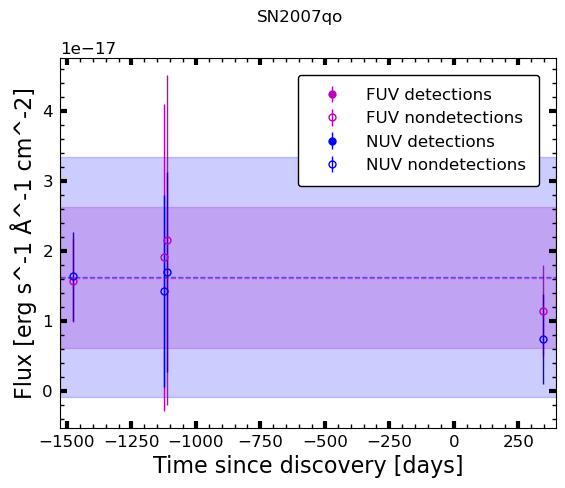 SN2007qo
1e−17
FUV detections
FUV nondetections
NUV detections
NUV nondetections
4
3
2
1
0
Flux [erg s^-1 Å^-1 cm^-2]
−1500 −1250 −1000 −750 −500 −250 0 250
Time since discovery [days]